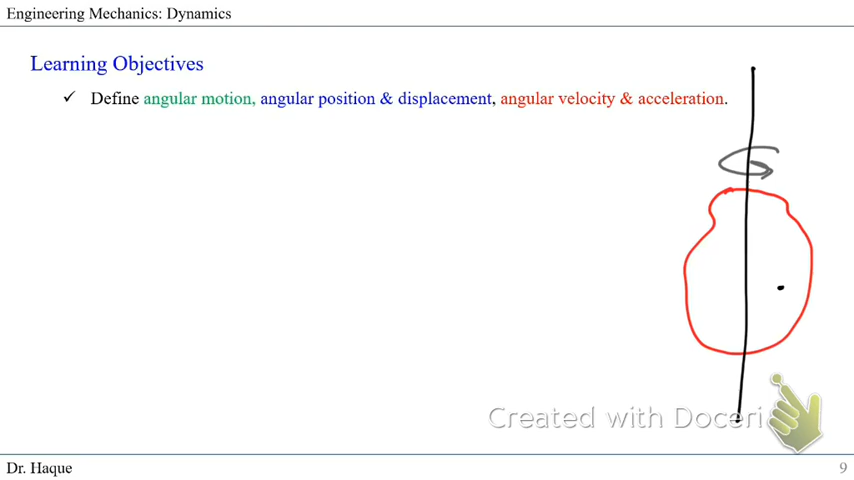 Engineering Mechanics: Dynamics
Learning Objectives
✓ Define angular motion, angular position & displacement, angular velocity & acceleration.
Created with Doceri
Dr. Haque
9